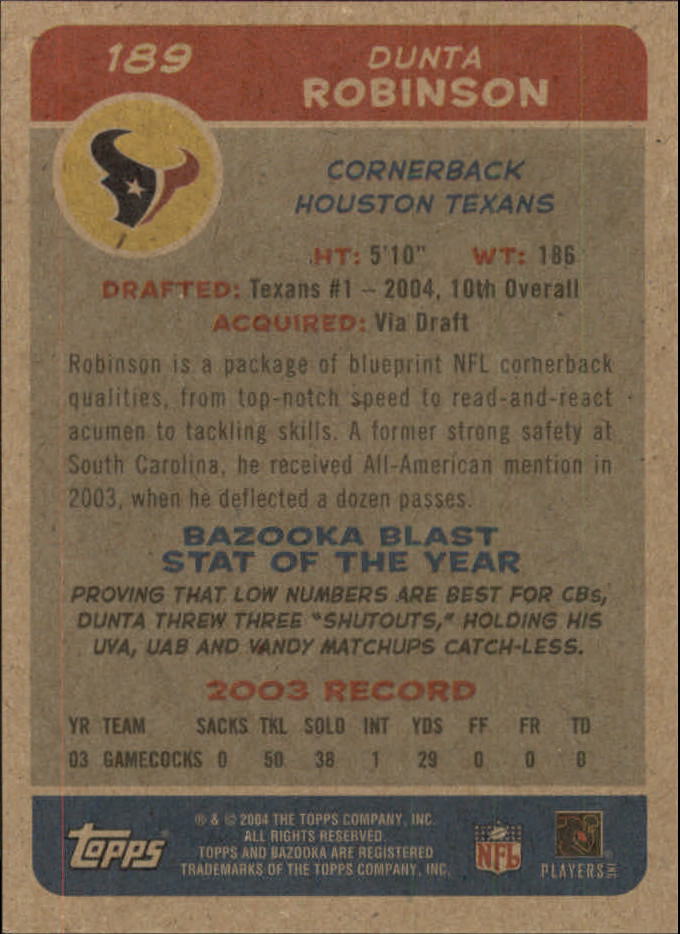 189
DUNTA
ROBINSON
CORNERBACK
HOUSTON TEXANS
HT: 5'10" WT: 186
DRAFTED: Texans #1 – 2004, 10th Overall
ACQUIRED: Via Draft
Robinson is a package of blueprint NFL cornerback
qualities, from top-notch speed to read-and-react
acumen to tackling skills. A former strong safety at
South Carolina, he received All-American mention in
2003, when he deflected a dozen passes.
BAZOOKA BLAST
STAT OF THE YEAR
PROVING THAT LOW NUMBERS ARE BEST FOR CBs,
DUNTA THREW THREE "SHUTOUTS," HOLDING HIS
UVA, UAB AND VANDY MATCHUPS CATCH-LESS.
2003 RECORD
YR TEAM SACKS TKL SOLO INT YDS FF FR TD
03 GAMECOCKS 0 50 38 1 29 0 0 0
topps
® & © 2004 THE TOPPS COMPANY, INC.
ALL RIGHTS RESERVED.
TOPPS AND BAZOOKA ARE REGISTERED
TRADEMARKS OF THE TOPPS COMPANY, INC.
NFL
PLAYERS INC